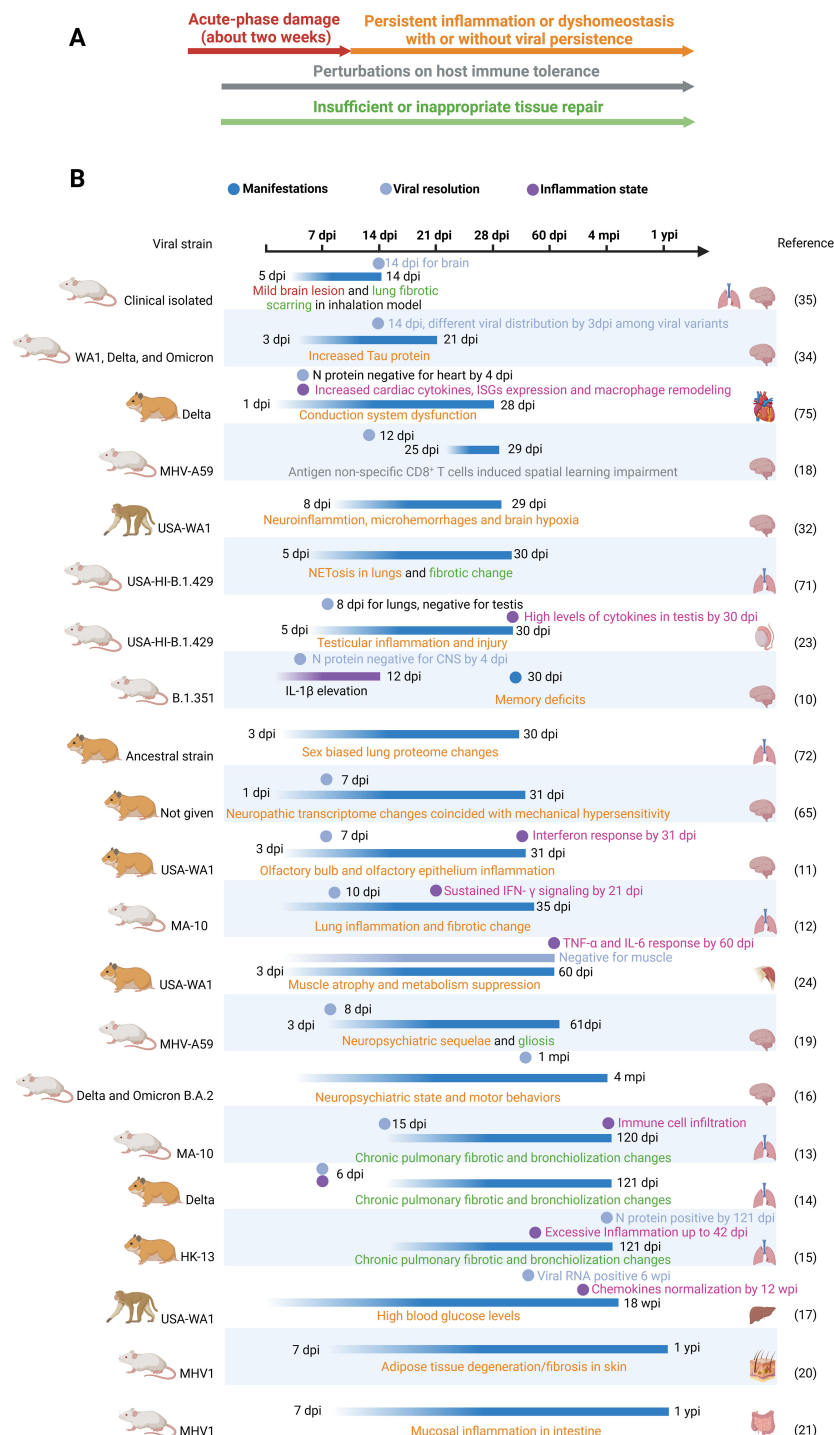 A
Acute-phase damage
(about two weeks)
Persistent inflammation or dyshomeostasis
with or without viral persistence
Perturbations on host immune tolerance
Insufficient or inappropriate tissue repair
B
Manifestations
Viral resolution
Inflammation state
Viral strain
7 dpi 14 dpi 21 dpi 28 dpi 60 dpi 4 mpi 1 ypi
Reference
14 dpi for brain
5 dpi 14 dpi
Mild brain lesion and lung fibrotic
scarring in inhalation model
Clinical isolated
(35)
14 dpi, different viral distribution by 3dpi among viral variants
3 dpi 21 dpi
Increased Tau protein
WA1, Delta, and Omicron
(34)
N protein negative for heart by 4 dpi
Increased cardiac cytokines, ISGs expression and macrophage remodeling
1 dpi 28 dpi
Conduction system dysfunction
Delta
(75)
12 dpi
25 dpi 29 dpi
Antigen non-specific CD8⁺ T cells induced spatial learning impairment
MHV-A59
(18)
8 dpi 29 dpi
Neuroinflammtion, microhemorrhages and brain hypoxia
USA-WA1
(32)
5 dpi 30 dpi
NETosis in lungs and fibrotic change
USA-HI-B.1.429
(71)
8 dpi for lungs, negative for testis
High levels of cytokines in testis by 30 dpi
5 dpi 30 dpi
Testicular inflammation and injury
USA-HI-B.1.429
(23)
N protein negative for CNS by 4 dpi
12 dpi 30 dpi
IL-1β elevation
Memory deficits
B.1.351
(10)
3 dpi 30 dpi
Sex biased lung proteome changes
Ancestral strain
(72)
7 dpi
1 dpi 31 dpi
Neuropathic transcriptome changes coincided with mechanical hypersensitivity
Not given
(65)
7 dpi
Interferon response by 31 dpi
3 dpi 31 dpi
Olfactory bulb and olfactory epithelium inflammation
USA-WA1
(11)
10 dpi
Sustained IFN- γ signaling by 21 dpi
35 dpi
Lung inflammation and fibrotic change
MA-10
(12)
TNF-α and IL-6 response by 60 dpi
Negative for muscle
3 dpi 60 dpi
Muscle atrophy and metabolism suppression
USA-WA1
(24)
8 dpi
3 dpi 61dpi
Neuropsychiatric sequelae and gliosis
MHV-A59
(19)
1 mpi
4 mpi
Neuropsychiatric state and motor behaviors
Delta and Omicron B.A.2
(16)
15 dpi
Immune cell infiltration
120 dpi
Chronic pulmonary fibrotic and bronchiolization changes
MA-10
(13)
6 dpi
121 dpi
Chronic pulmonary fibrotic and bronchiolization changes
Delta
(14)
N protein positive by 121 dpi
Excessive Inflammation up to 42 dpi
121 dpi
Chronic pulmonary fibrotic and bronchiolization changes
HK-13
(15)
Viral RNA positive 6 wpi
Chemokines normalization by 12 wpi
18 wpi
High blood glucose levels
USA-WA1
(17)
7 dpi 1 ypi
Adipose tissue degeneration/fibrosis in skin
MHV1
(20)
7 dpi 1 ypi
Mucosal inflammation in intestine
MHV1
(21)